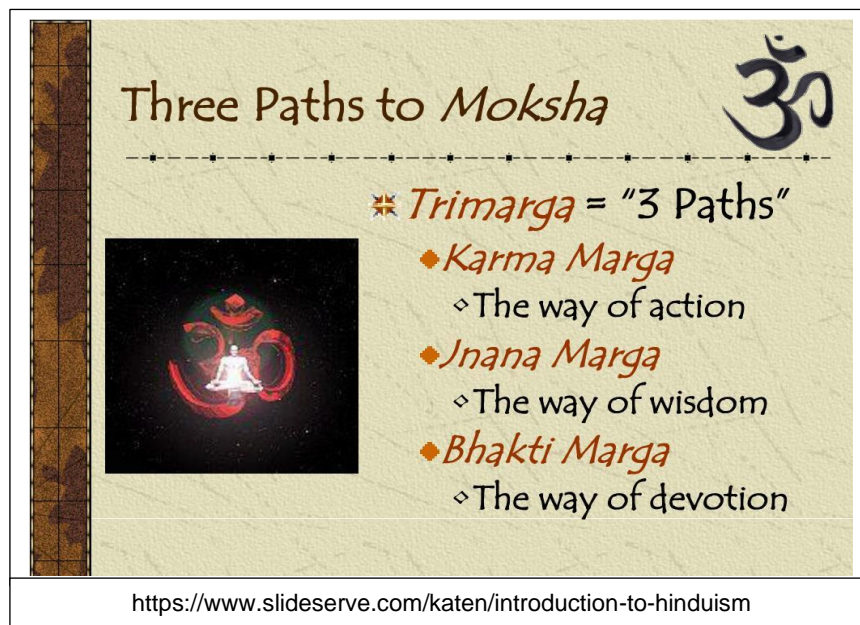 ॐ
Three Paths to Moksha
Trimarga = “3 Paths”
Karma Marga
The way of action
Jnana Marga
The way of wisdom
Bhakti Marga
The way of devotion
ॐ
https://www.slideserve.com/katen/introduction-to-hinduism